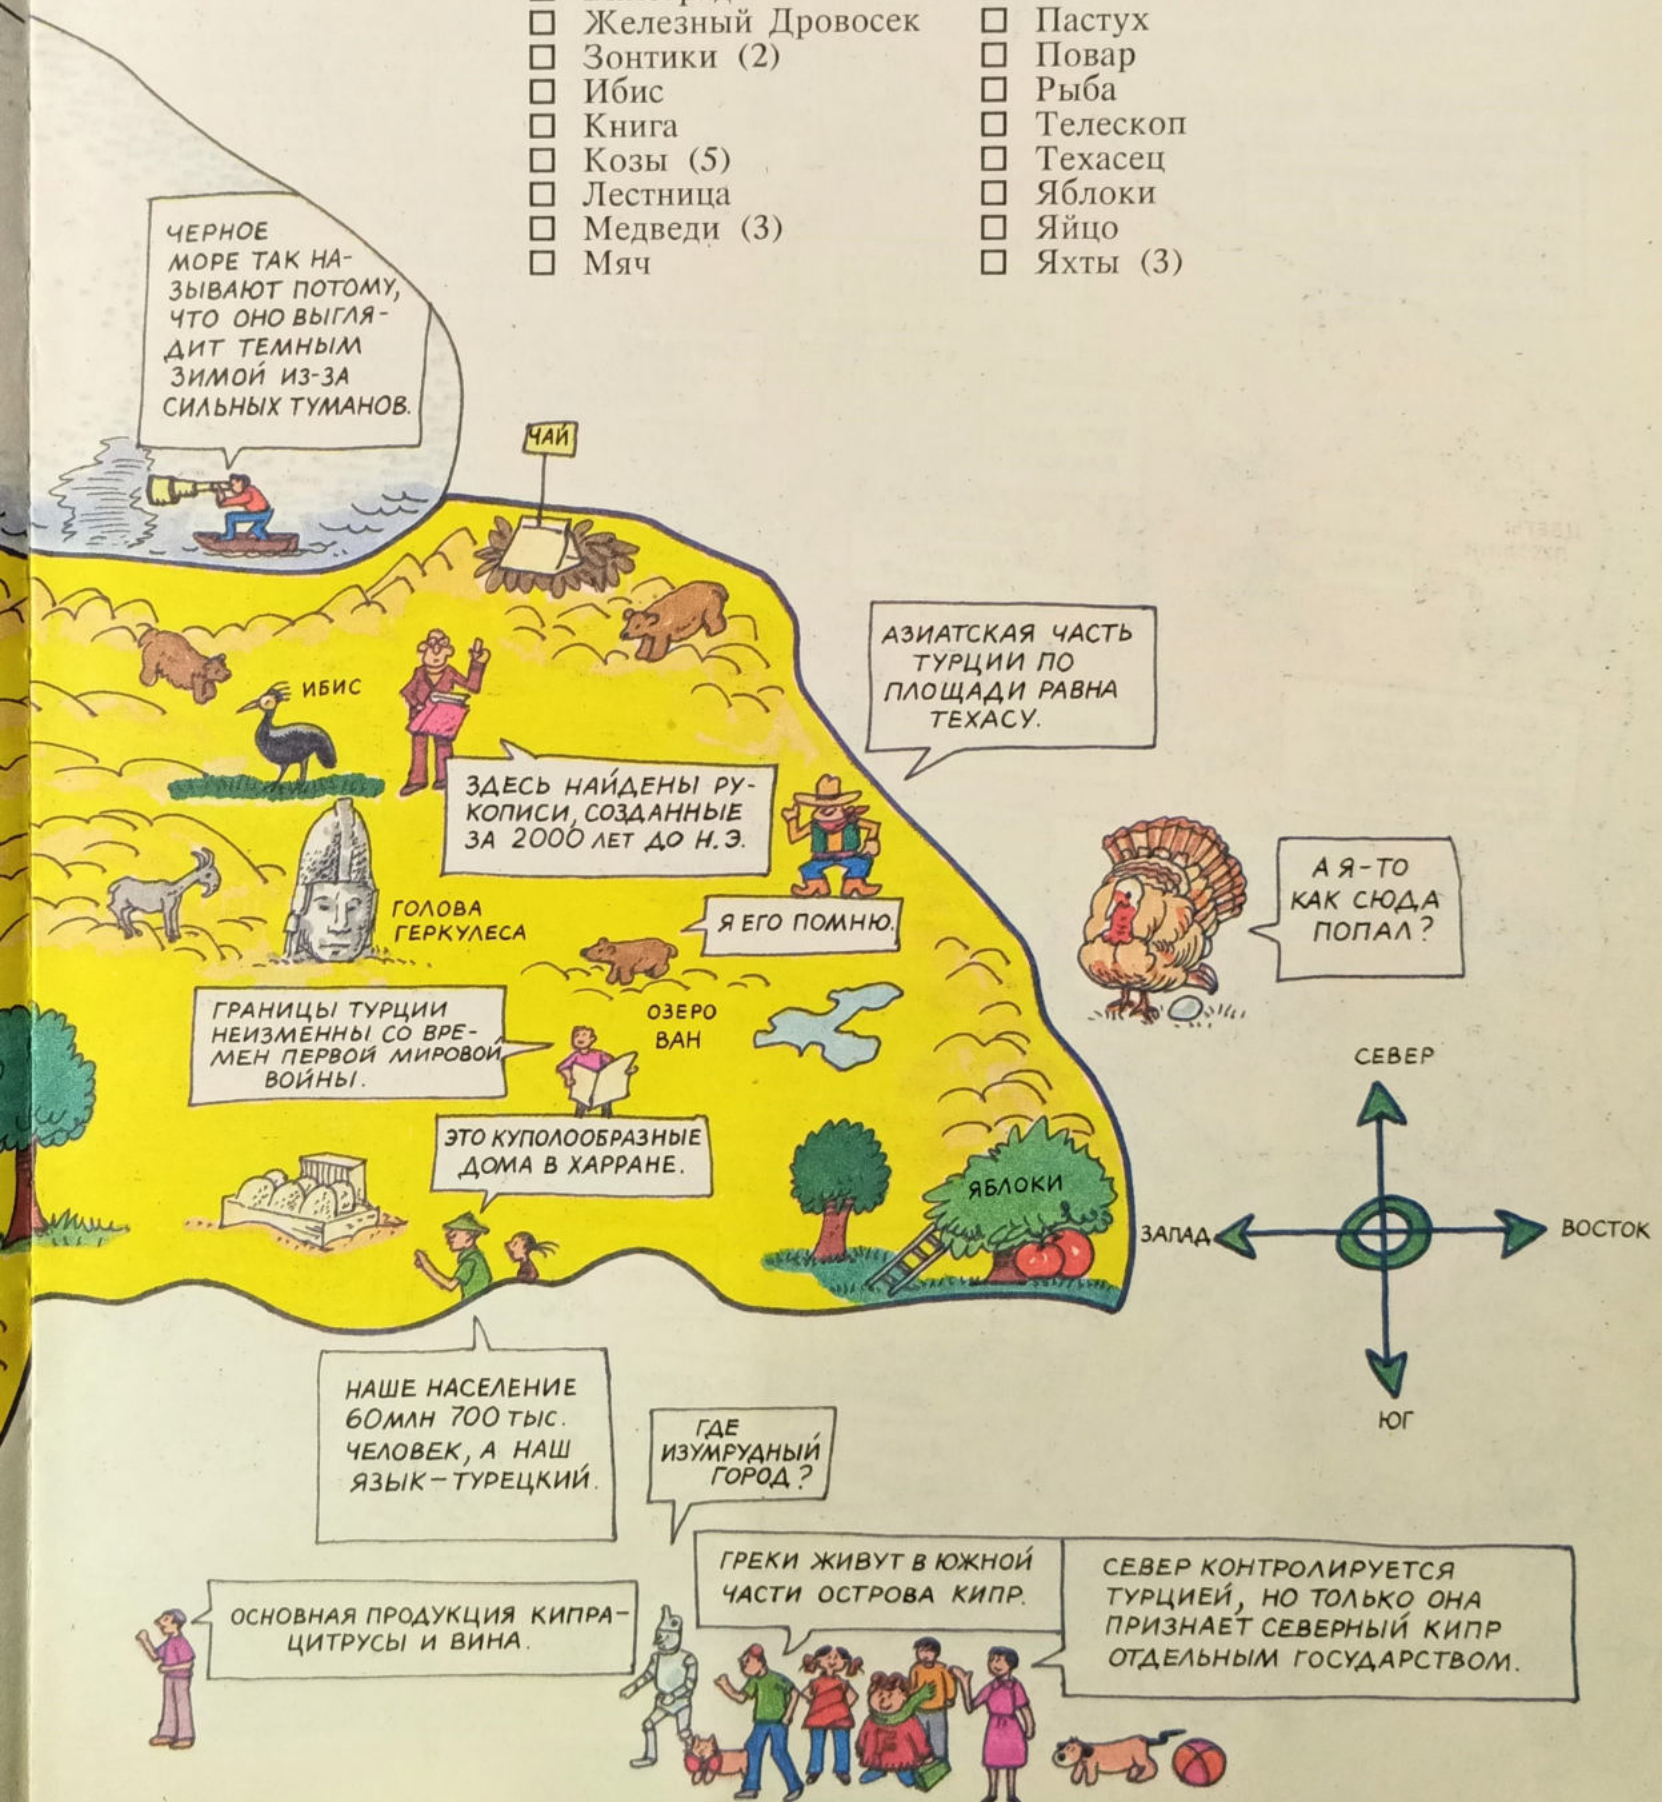 Железный Дровосек
Зонтики (2)
Ибис
Книга
Козы (5)
Лестница
Медведи (3)
Мяч
Пастух
Повар
Рыба
Телескоп
Техасец
Яблоки
Яйцо
Яхты (3)
ЧЕРНОЕ
МОРЕ ТАК НА-
ЗЫВАЮТ ПОТОМУ,
ЧТО ОНО ВЫГЛЯ-
ДИТ ТЕМНЫМ
ЗИМОЙ ИЗ-ЗА
СИЛЬНЫХ ТУМАНОВ.
ЧАЙ
АЗИАТСКАЯ ЧАСТЬ
ТУРЦИИ ПО
ПЛОЩАДИ РАВНА
ТЕХАСУ.
ИБИС
ЗДЕСЬ НАЙДЕНЫ РУ-
КОПИСИ, СОЗДАННЫЕ
ЗА 2000 ЛЕТ ДО Н.Э.
Я ЕГО ПОМНЮ.
А Я-ТО
КАК СЮДА
ПОПАЛ?
ГОЛОВА
ГЕРКУЛЕСА
ГРАНИЦЫ ТУРЦИИ
НЕИЗМЕННЫ СО ВРЕ-
МЕН ПЕРВОЙ МИРОВОЙ
ВОЙНЫ.
ОЗЕРО
ВАН
ЭТО КУПОЛООБРАЗНЫЕ
ДОМА В ХАРРАНЕ.
ЯБЛОКИ
СЕВЕР
ЗАПАД
ВОСТОК
ЮГ
НАШЕ НАСЕЛЕНИЕ
60 МЛН 700 ТЫС.
ЧЕЛОВЕК, А НАШ
ЯЗЫК – ТУРЕЦКИЙ.
ГДЕ
ИЗУМРУДНЫЙ
ГОРОД?
ОСНОВНАЯ ПРОДУКЦИЯ КИПРА–
ЦИТРУСЫ И ВИНА.
ГРЕКИ ЖИВУТ В ЮЖНОЙ
ЧАСТИ ОСТРОВА КИПР.
СЕВЕР КОНТРОЛИРУЕТСЯ
ТУРЦИЕЙ, НО ТОЛЬКО ОНА
ПРИЗНАЕТ СЕВЕРНЫЙ КИПР
ОТДЕЛЬНЫМ ГОСУДАРСТВОМ.